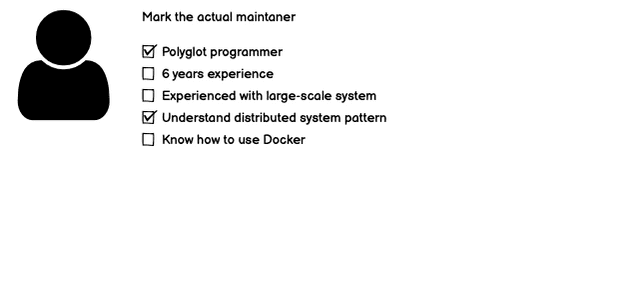 Mark the actual maintaner
Polyglot programmer
6 years experience
Experienced with large-scale system
Understand distributed system pattern
Know how to use Docker